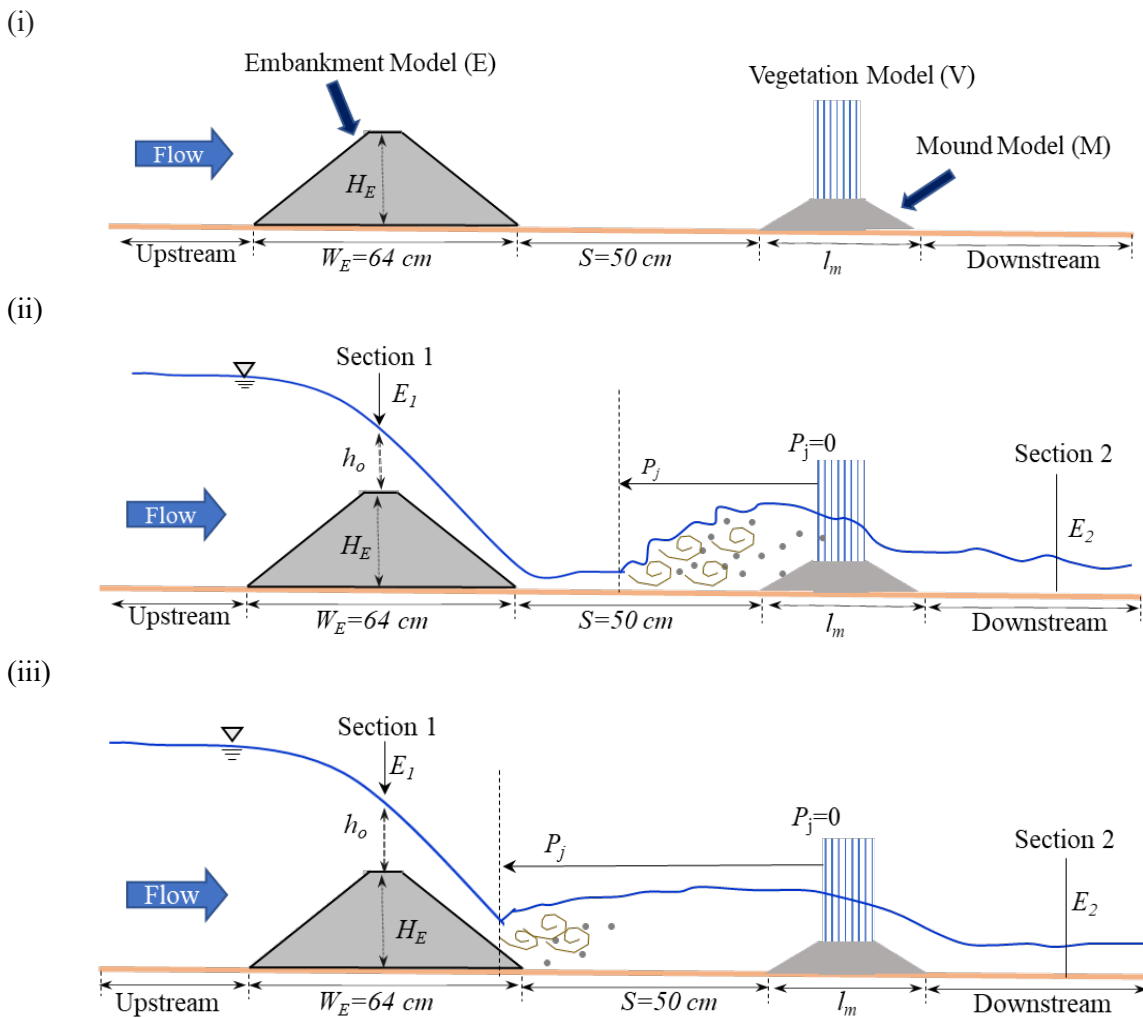 (i)
Embankment Model (E)
Vegetation Model (V)
Mound Model (M)
Flow
H_E
Upstream
W_E=64 cm
S=50 cm
l_m
Downstream
(ii)
Section 1
E_1
h_o
P_j=0
P_j
Section 2
Flow
H_E
E_2
Upstream
W_E=64 cm
S=50 cm
l_m
Downstream
(iii)
Section 1
E_1
h_o
P_j=0
P_j
Section 2
Flow
H_E
E_2
Upstream
W_E=64 cm
S=50 cm
l_m
Downstream